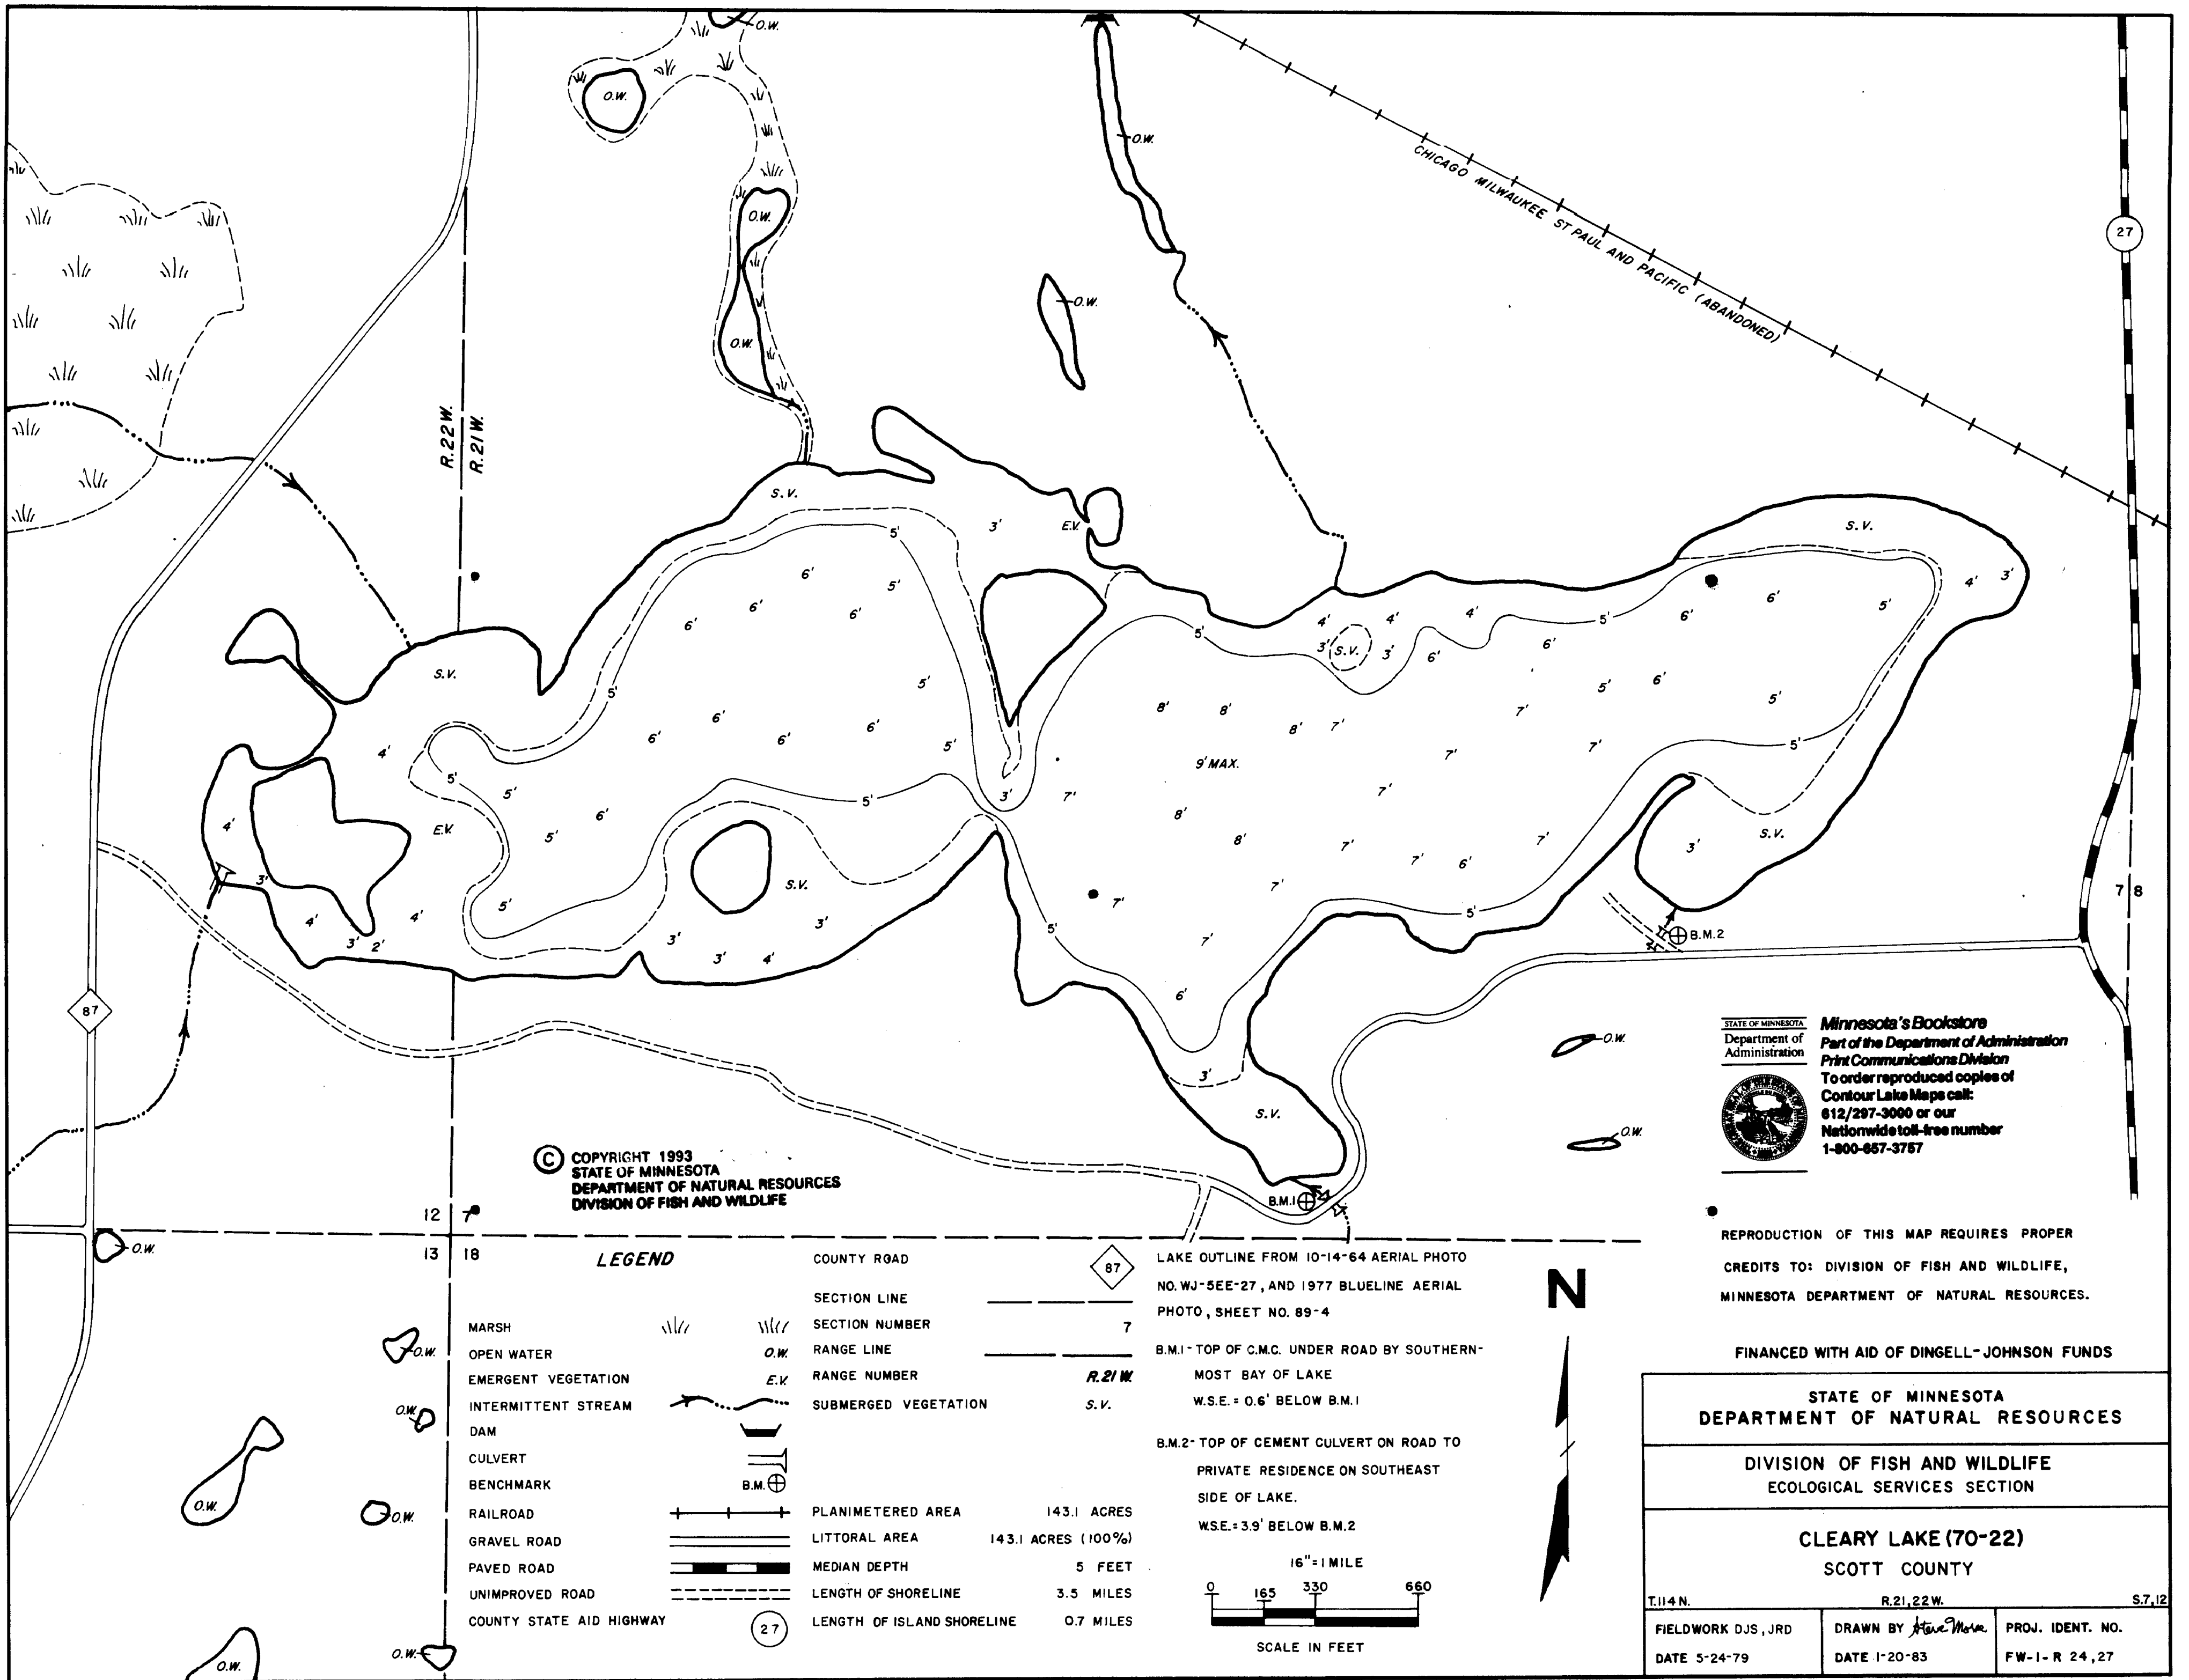 O.W.
O.W.
O.W.
O.W.
O.W.
O.W.
CHICAGO MILWAUKEE ST PAUL AND PACIFIC (ABANDONED)
27
R.22W.
R.21W.
S.V.
5'
3'
E.V.
S.V.
6'
5'
4'
3'
6'
6'
6'
6'
5'
4'
4'
4'
5'
6'
6'
5'
3'
S.V.
3'
6'
6'
S.V.
5'
5'
5'
6'
5'
8'
8'
8'
7'
7'
5'
4'
6'
6'
6'
6'
5'
7'
7'
5'
9' MAX.
5'
5'
6'
5'
3'
7'
7'
4'
E.V.
5'
8'
8'
7'
7'
6'
7'
3'
S.V.
3'
4'
4'
5'
S.V.
3'
7'
7'
5'
7 8
3'
2'
3'
3'
4'
5'
7'
B.M.2
87
6'
3'
S.V.
O.W.
O.W.
STATE OF MINNESOTA
Department of
Administration
Minnesota's Bookstore
Part of the Department of Administration
Print Communications Division
To order reproduced copies of
Contour Lake Maps call:
612/297-3000 or our
Nationwide toll-free number
1-800-657-3757
© COPYRIGHT 1993
STATE OF MINNESOTA
DEPARTMENT OF NATURAL RESOURCES
DIVISION OF FISH AND WILDLIFE
B.M.1
12 7
13 18
O.W.
O.W.
O.W.
O.W.
O.W.
O.W.
O.W.
LEGEND
MARSH
OPEN WATER O.W.
EMERGENT VEGETATION E.V.
INTERMITTENT STREAM
DAM
CULVERT
BENCHMARK B.M.
RAILROAD
GRAVEL ROAD
PAVED ROAD
UNIMPROVED ROAD
COUNTY STATE AID HIGHWAY 27
COUNTY ROAD 87
SECTION LINE
SECTION NUMBER 7
RANGE LINE
RANGE NUMBER R.21W.
SUBMERGED VEGETATION S.V.
PLANIMETERED AREA 143.1 ACRES
LITTORAL AREA 143.1 ACRES (100%)
MEDIAN DEPTH 5 FEET
LENGTH OF SHORELINE 3.5 MILES
LENGTH OF ISLAND SHORELINE 0.7 MILES
LAKE OUTLINE FROM 10-14-64 AERIAL PHOTO
NO. WJ-5EE-27, AND 1977 BLUELINE AERIAL
PHOTO, SHEET NO. 89-4
B.M.1 - TOP OF C.M.C. UNDER ROAD BY SOUTHERN-
MOST BAY OF LAKE
W.S.E. = 0.6' BELOW B.M.1
B.M.2 - TOP OF CEMENT CULVERT ON ROAD TO
PRIVATE RESIDENCE ON SOUTHEAST
SIDE OF LAKE.
W.S.E. = 3.9' BELOW B.M.2
16" = 1 MILE
0 165 330 660
SCALE IN FEET
N
REPRODUCTION OF THIS MAP REQUIRES PROPER
CREDITS TO: DIVISION OF FISH AND WILDLIFE,
MINNESOTA DEPARTMENT OF NATURAL RESOURCES.
FINANCED WITH AID OF DINGELL-JOHNSON FUNDS
STATE OF MINNESOTA
DEPARTMENT OF NATURAL RESOURCES
DIVISION OF FISH AND WILDLIFE
ECOLOGICAL SERVICES SECTION
CLEARY LAKE (70-22)
SCOTT COUNTY
T.114 N. R.21,22 W. S.7,12
FIELDWORK DJS, JRD
DATE 5-24-79
DRAWN BY Steve Morse
DATE 1-20-83
PROJ. IDENT. NO.
FW-1-R 24, 27